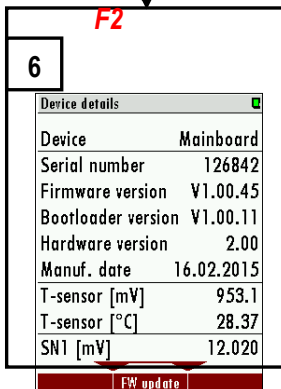 F2
6
Device details
Device Mainboard
Serial number 126842
Firmware version V1.00.45
Bootloader version V1.00.11
Hardware version 2.00
Manuf. date 16.02.2015
T-sensor [mV] 953.1
T-sensor [°C] 28.37
SN1 [mV] 12.020
FW update